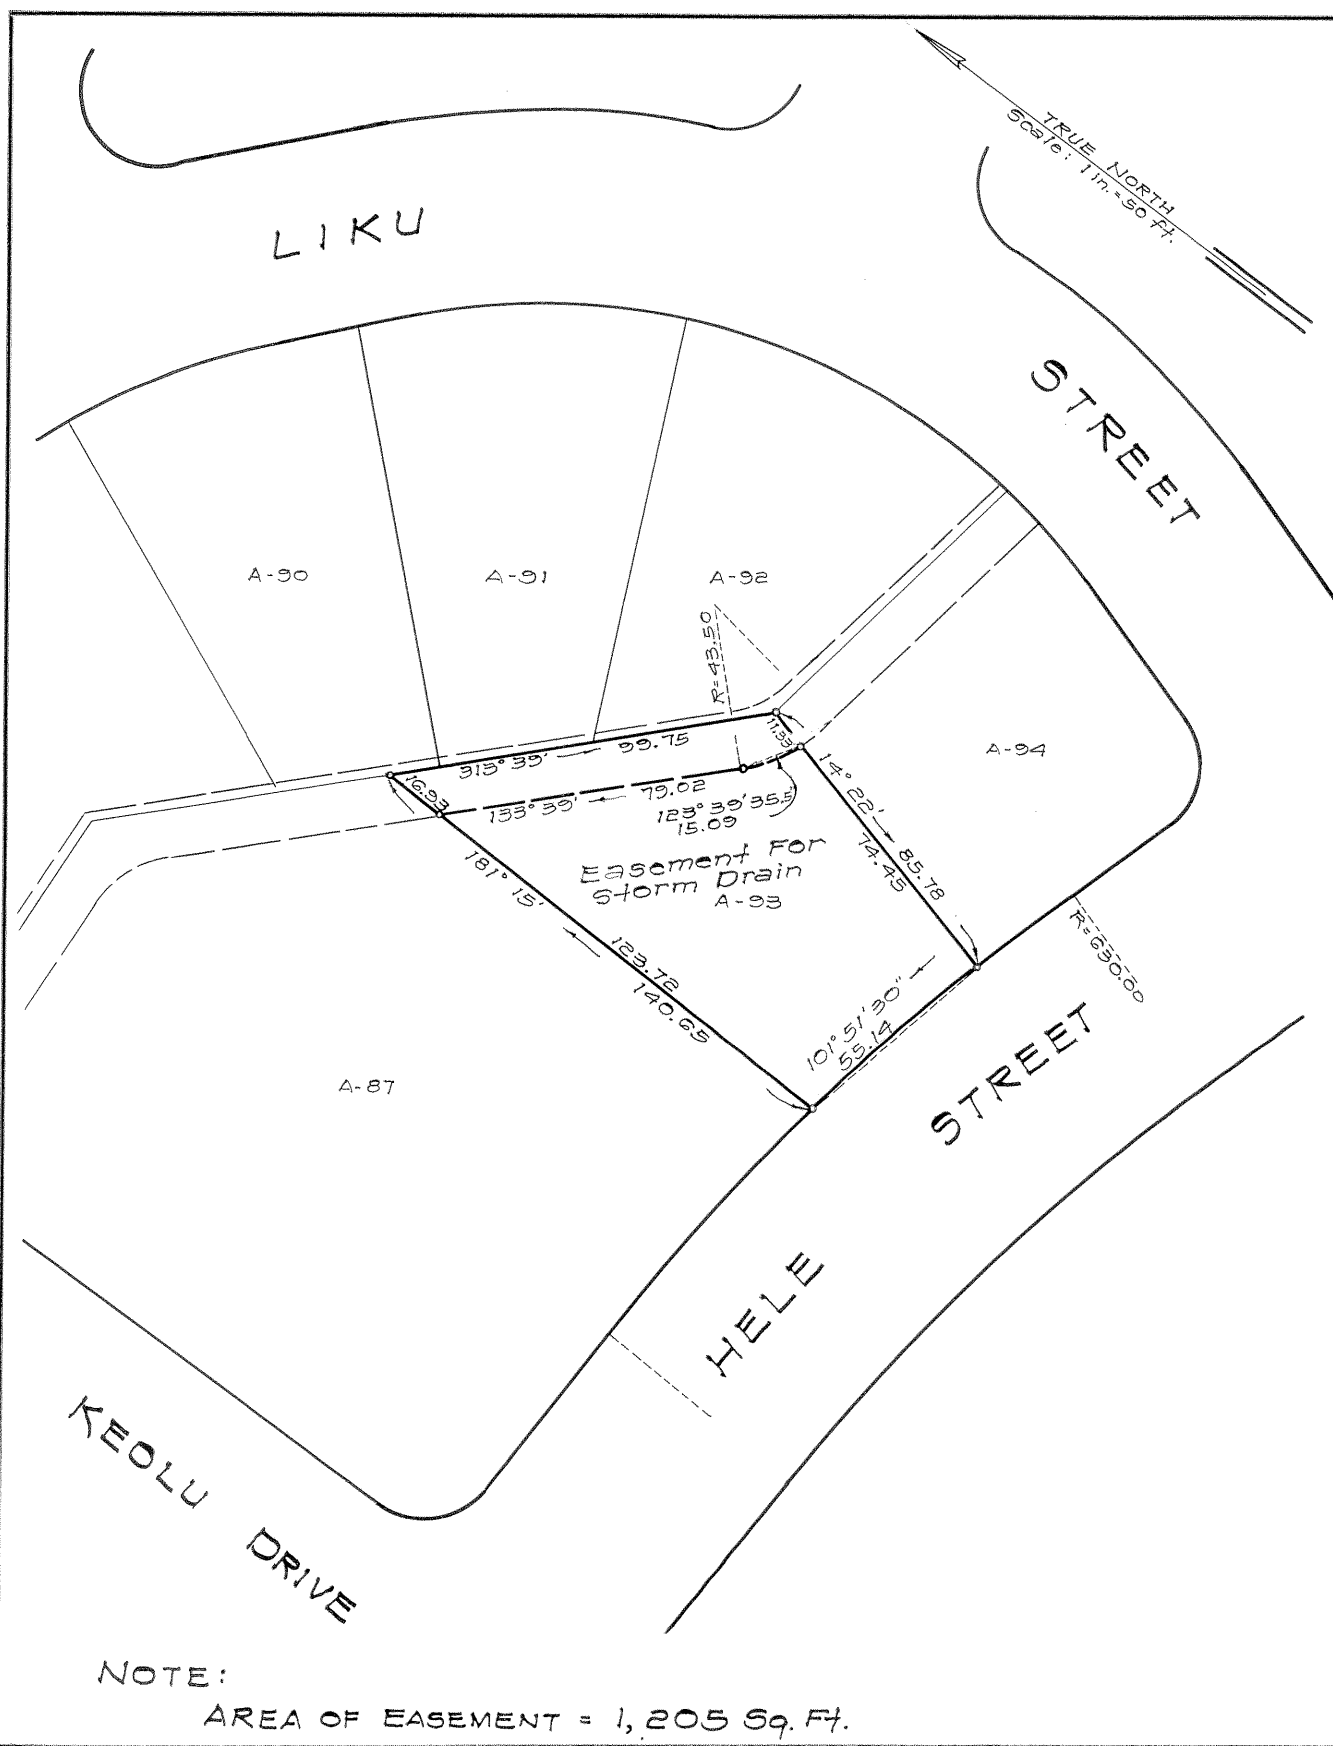 TRUE NORTH
Scale: 1 in. = 50 ft.
LIKU
STREET
A-90
A-91
A-92
R=43.50
A-94
313° 39'
99.75
11.33
16.93
133° 39'
79.02
123° 39' 35.5"
15.09
14° 22'
85.78
74.45
Easement For
Storm Drain
A-93
181° 15'
123.72
140.65
R=630.00
101° 51' 30"
55.14
A-87
STREET
HELE
KEOLU DRIVE
NOTE:
AREA OF EASEMENT = 1,205 Sq. Ft.